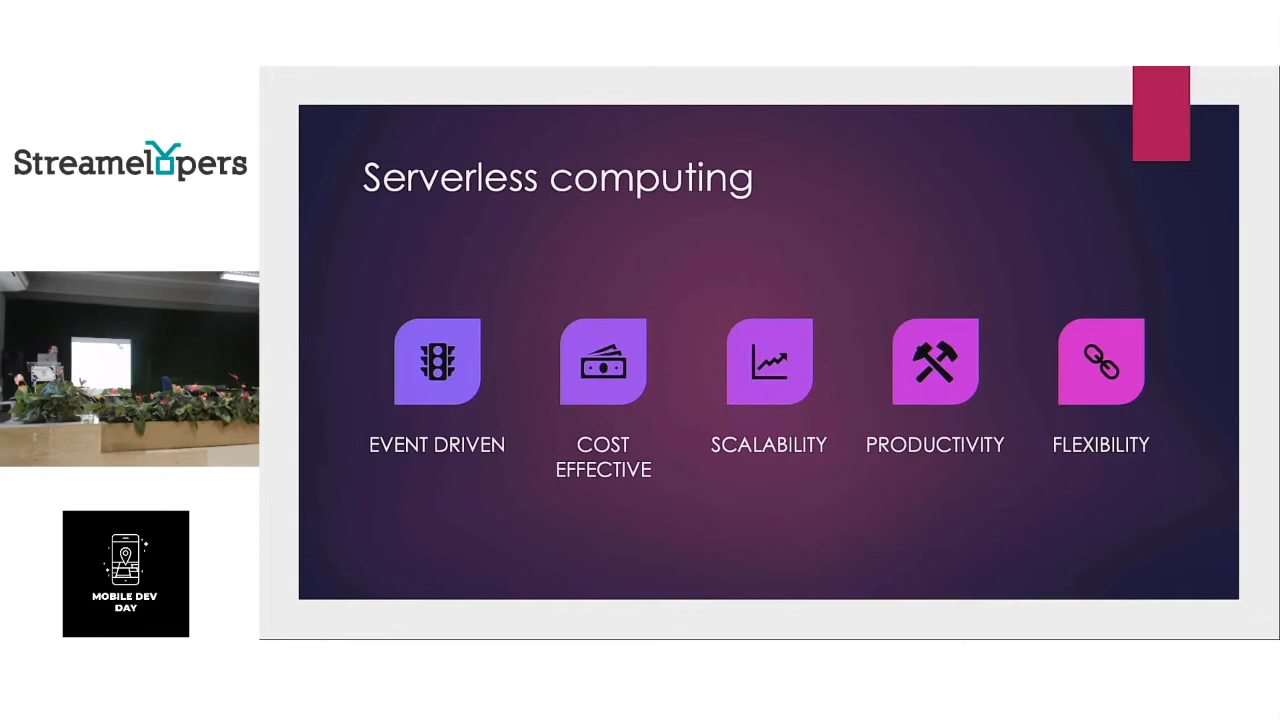 Streamelopers
Serverless computing
EVENT DRIVEN
COST
EFFECTIVE
SCALABILITY
PRODUCTIVITY
FLEXIBILITY
MOBILE DEV
DAY